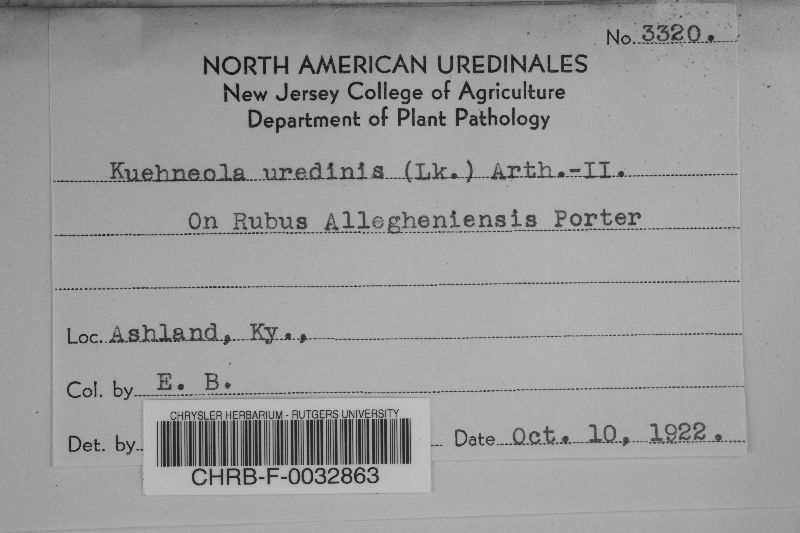 No. 3320.
NORTH AMERICAN UREDINALES
New Jersey College of Agriculture
Department of Plant Pathology
Kuehneola uredinis (Lk.) Arth.-II.
On Rubus Allegheniensis Porter
Loc. Ashland, Ky.,
Col. by E. B.
Det. by
Date Oct. 10, 1922.
CHRYSLER HERBARIUM - RUTGERS UNIVERSITY
CHRB-F-0032863